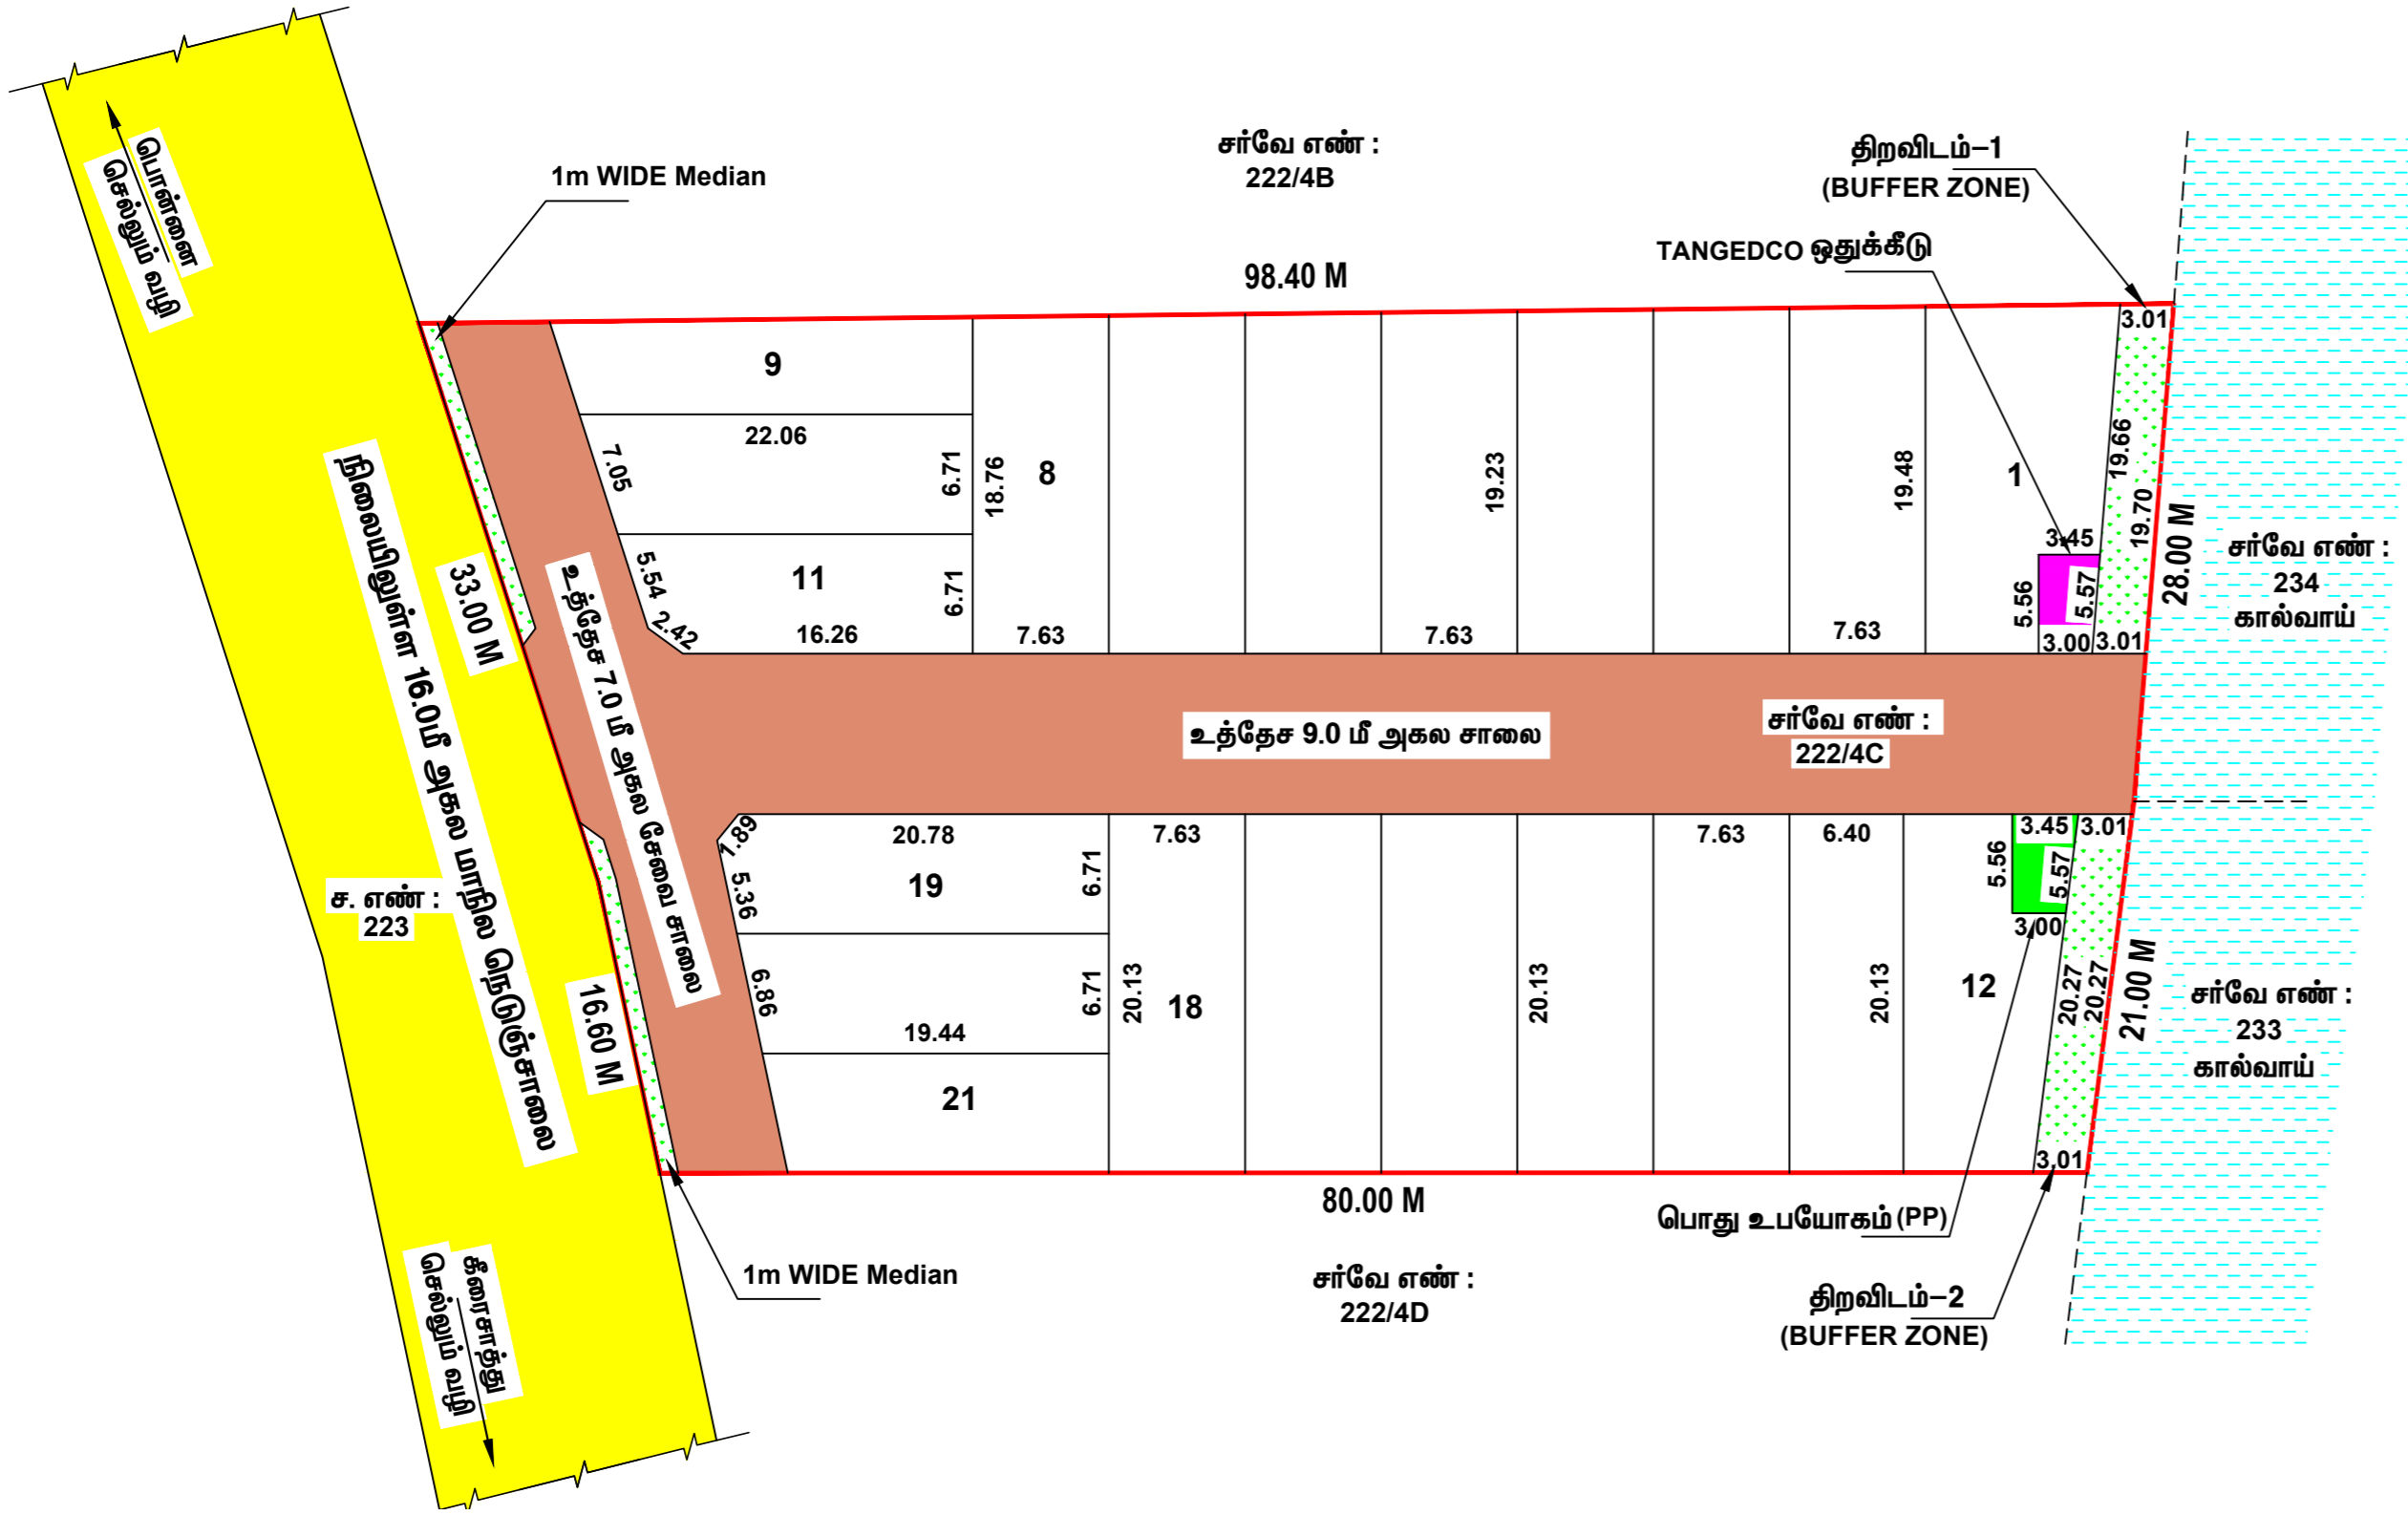 பொன்னை
செல்லும் வழி
1m WIDE Median
சர்வே எண் :
222/4B
98.40 M
திறவிடம்–1
(BUFFER ZONE)
TANGEDCO ஒதுக்கீடு
3.01
9
22.06
7.05
6.71
18.76
8
19.23
19.48
1
19.66
19.70
28.00 M
சர்வே எண் :
234
கால்வாய்
நிலையிலுள்ள 16.0மீ அகல மாநில நெடுஞ்சாலை
33.00 M
5.54
2.42
11
6.71
16.26
7.63
7.63
7.63
3.45
5.56
5.57
3.00
3.01
உத்தேச 7.0 மீ அகல சேவை சாலை
உத்தேச 9.0 மீ அகல சாலை
சர்வே எண் :
222/4C
ச. எண் :
223
1.89
20.78
7.63
7.63
6.40
3.45
3.01
5.36
19
6.71
5.56
5.57
3.00
6.86
19.44
6.71
20.13
18
20.13
20.13
12
20.27
20.27
21.00 M
சர்வே எண் :
233
கால்வாய்
16.60 M
21
3.01
80.00 M
பொது உபயோகம் (PP)
1m WIDE Median
சர்வே எண் :
222/4D
திறவிடம்–2
(BUFFER ZONE)
கீரைசாத்து
செல்லும் வழி